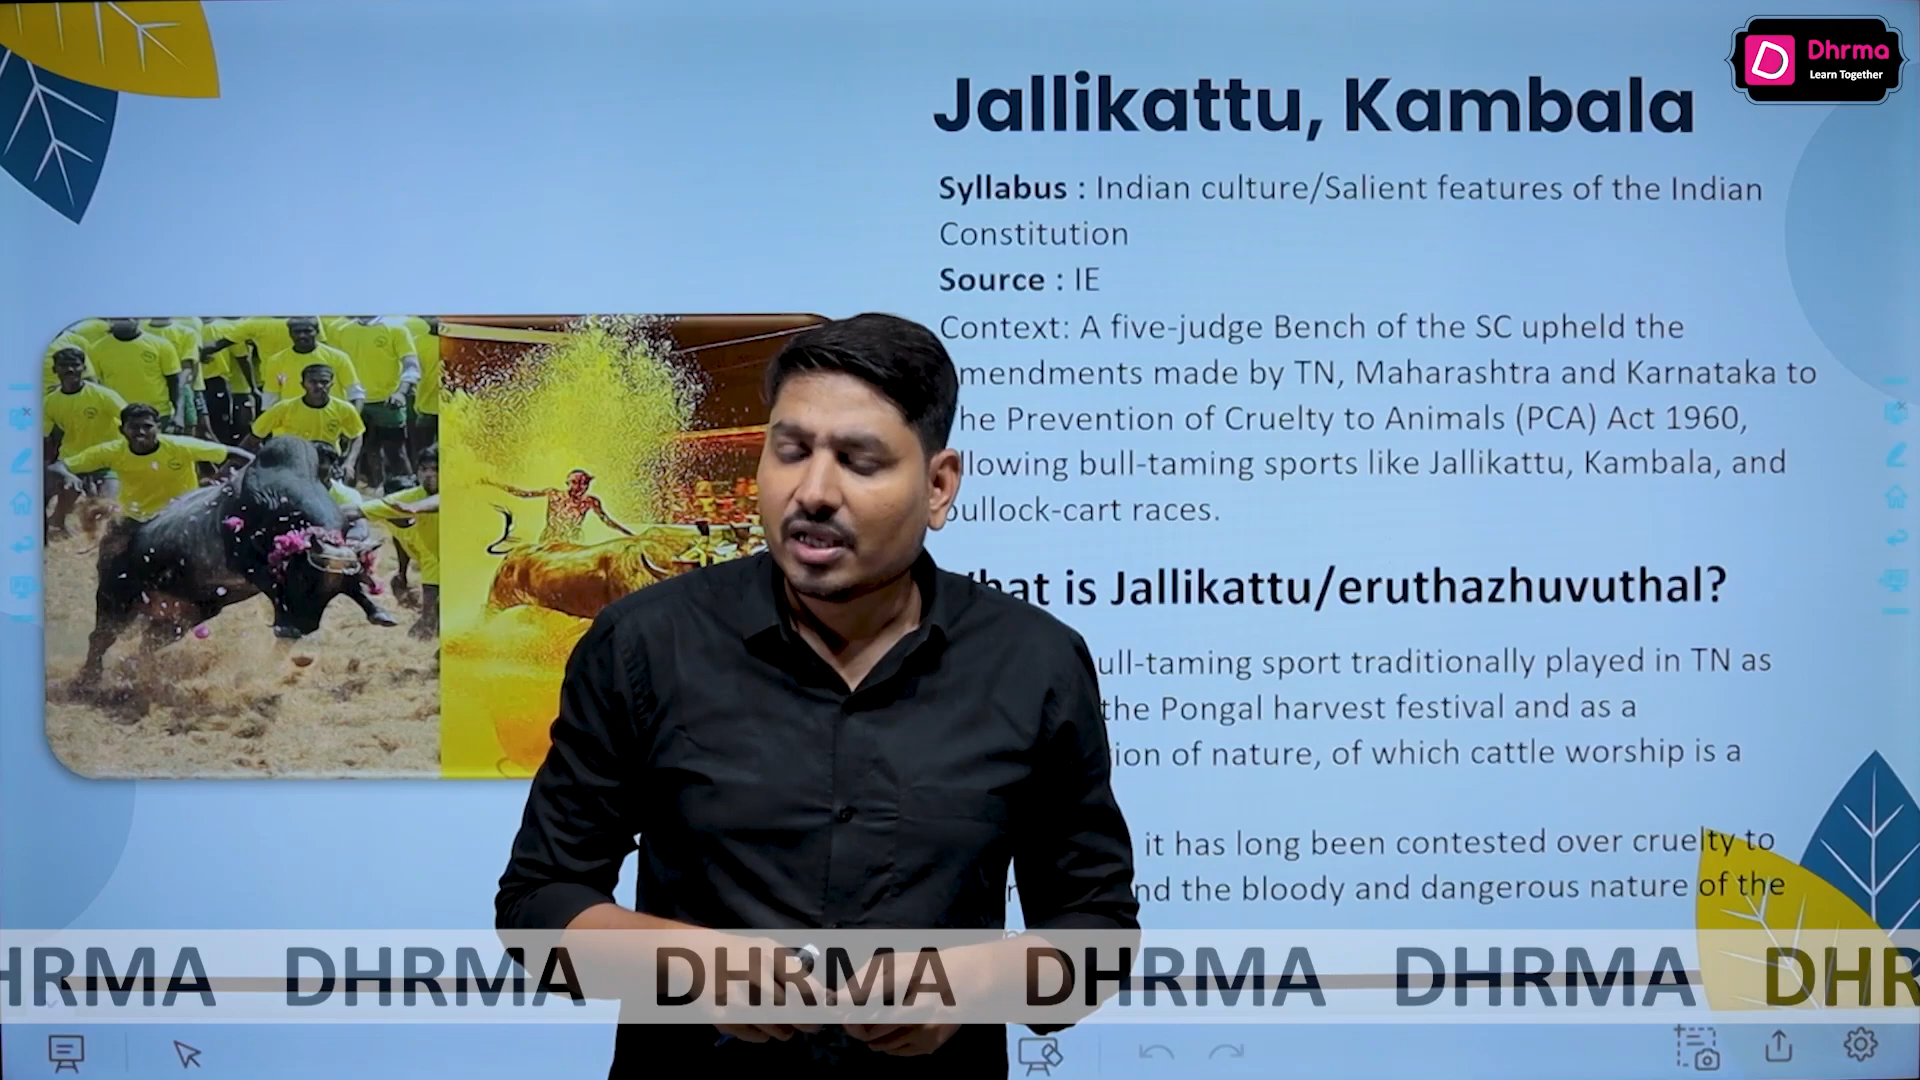 Dhrma
Learn Together
Jallikattu, Kambala
Syllabus : Indian culture/Salient features of the Indian
Constitution
Source : IE
Context: A five-judge Bench of the SC upheld the
mendments made by TN, Maharashtra and Karnataka to
he Prevention of Cruelty to Animals (PCA) Act 1960,
llowing bull-taming sports like Jallikattu, Kambala, and
bullock-cart races.
hat is Jallikattu/eruthazhuvuthal?
ull-taming sport traditionally played in TN as
the Pongal harvest festival and as a
ion of nature, of which cattle worship is a
it has long been contested over cruelty to
nd the bloody and dangerous nature of the
HRMA DHRMA DHRMA DHRMA DHRMA DHR